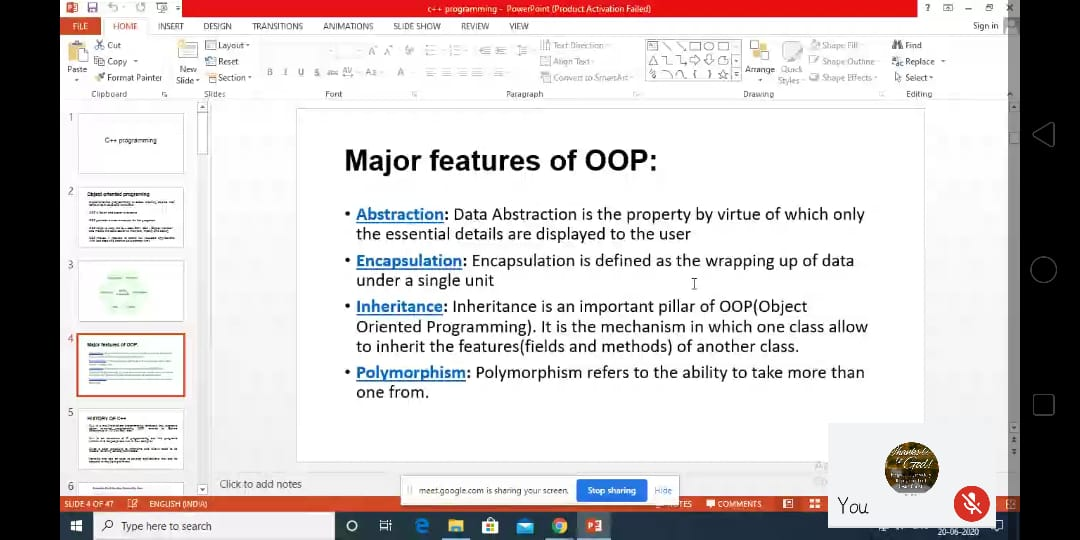 c++ programming - PowerPoint (Product Activation Failed)
Sign in
FILE HOME INSERT DESIGN TRANSITIONS ANIMATIONS SLIDE SHOW REVIEW VIEW
Paste
Cut
Copy
Format Painter
Clipboard
New
Slide
Layout
Reset
Section
Slides
Font
Text Direction
Align Text
Convert to SmartArt
Paragraph
Arrange
Quick
Styles
Shape Fill
Shape Outline
Shape Effects
Drawing
Find
Replace
Select
Editing
1
C++ programming
2
Object oriented programing
3
4
Major features of OOP:
5
HISTORY OF C++
6
Major features of OOP:
• Abstraction: Data Abstraction is the property by virtue of which only
the essential details are displayed to the user
• Encapsulation: Encapsulation is defined as the wrapping up of data
under a single unit
• Inheritance: Inheritance is an important pillar of OOP(Object
Oriented Programming). It is the mechanism in which one class allow
to inherit the features(fields and methods) of another class.
• Polymorphism: Polymorphism refers to the ability to take more than
one from.
Click to add notes
meet.google.com is sharing your screen.
Stop sharing
Hide
SLIDE 4 OF 47
ENGLISH (INDIA)
COMMENTS
You
Type here to search
20-06-2020